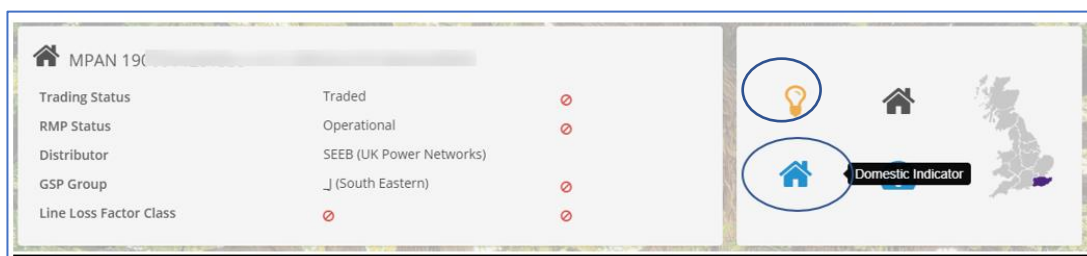 MPAN
Trading Status Traded
RMP Status Operational
Distributor SEEB (UK Power Networks)
GSP Group _J (South Eastern)
Line Loss Factor Class
Domestic Indicator